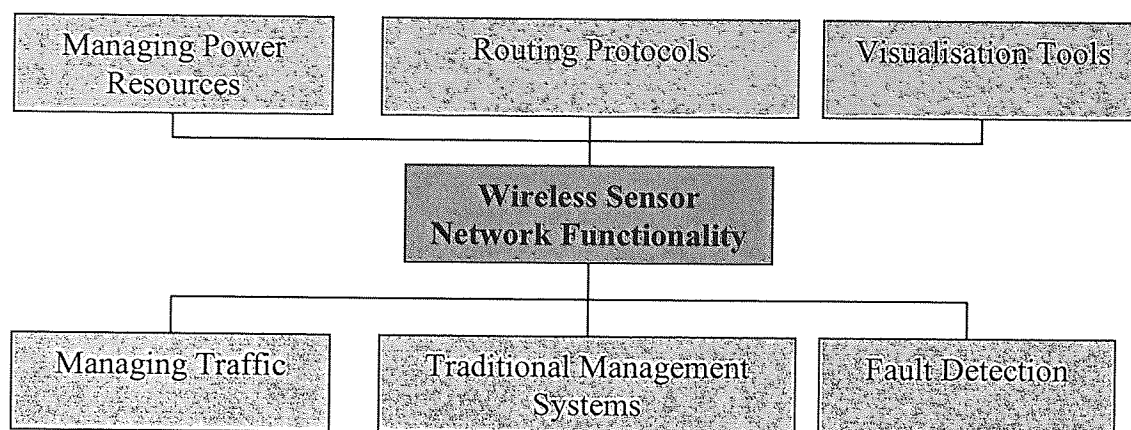 Managing Power
Resources
Routing Protocols
Visualisation Tools
Wireless Sensor
Network Functionality
Managing Traffic
Traditional Management
Systems
Fault Detection